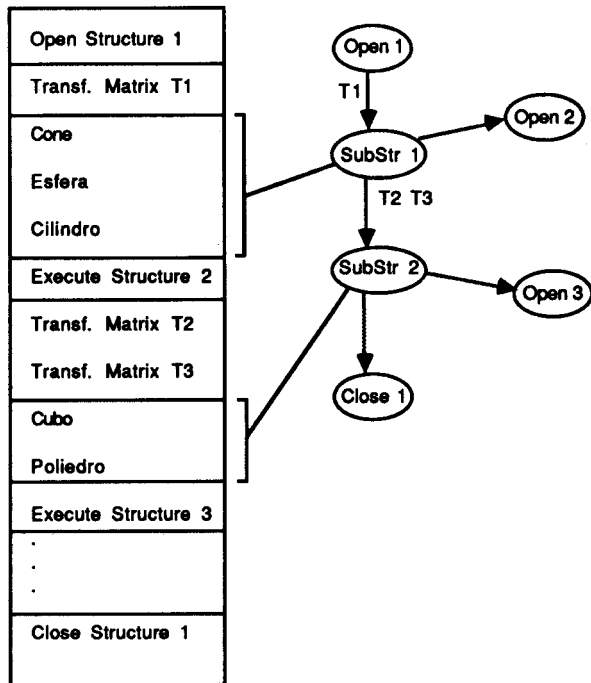 Open Structure 1
Transf. Matrix T1
Cone
Esfera
Cilindro
Execute Structure 2
Transf. Matrix T2
Transf. Matrix T3
Cubo
Poliedro
Execute Structure 3
.
.
.
Close Structure 1
Open 1
T1
Open 2
SubStr 1
T2 T3
SubStr 2
Open 3
Close 1